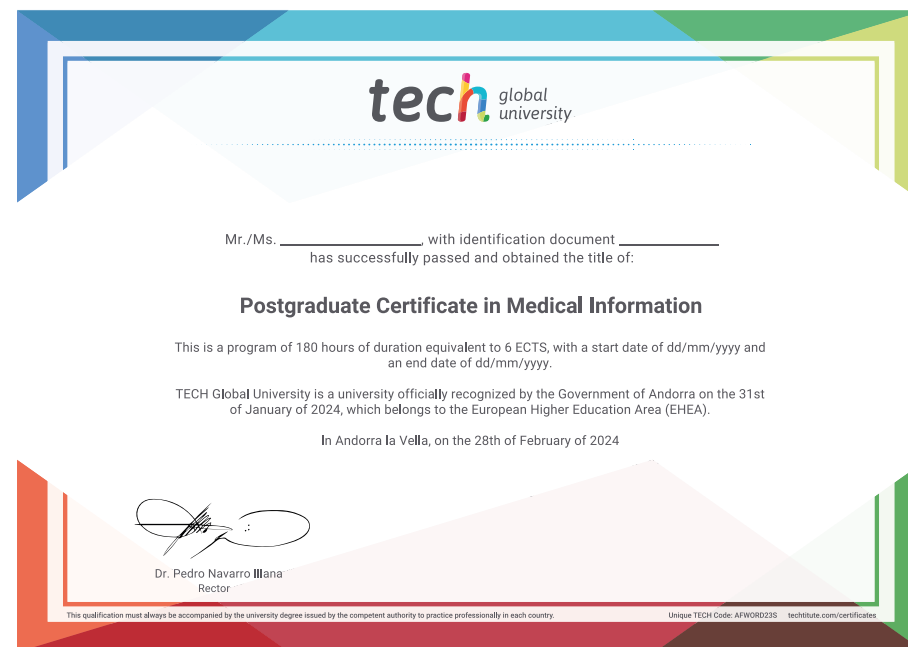 tech global university
Mr./Ms. ____________________, with identification document ______________
has successfully passed and obtained the title of:
Postgraduate Certificate in Medical Information
This is a program of 180 hours of duration equivalent to 6 ECTS, with a start date of dd/mm/yyyy and
an end date of dd/mm/yyyy.
TECH Global University is a university officially recognized by the Government of Andorra on the 31st
of January of 2024, which belongs to the European Higher Education Area (EHEA).
In Andorra la Vella, on the 28th of February of 2024
Dr. Pedro Navarro Illana
Rector
This qualification must always be accompanied by the university degree issued by the competent authority to practice professionally in each country.
Unique TECH Code: AFWORD23S techtitute.com/certificates